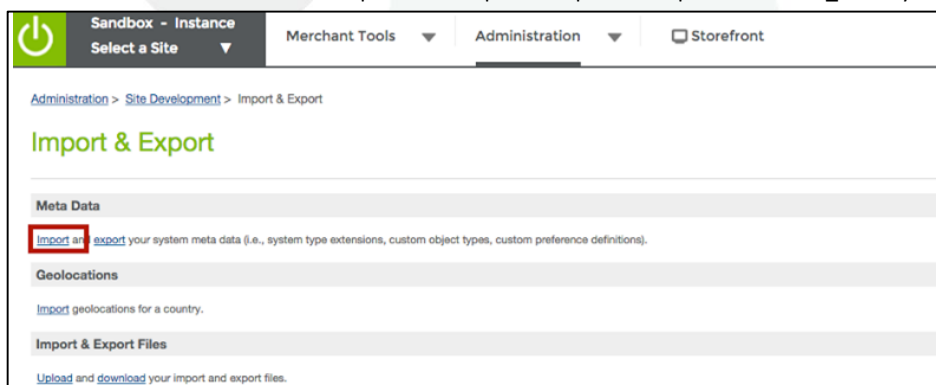 Sandbox - Instance
Select a Site ▼
Merchant Tools ▼
Administration ▼
Storefront
Administration > Site Development > Import & Export
Import & Export
Meta Data
Import and export your system meta data (i.e., system type extensions, custom object types, custom preference definitions).
Geolocations
Import geolocations for a country.
Import & Export Files
Upload and download your import and export files.